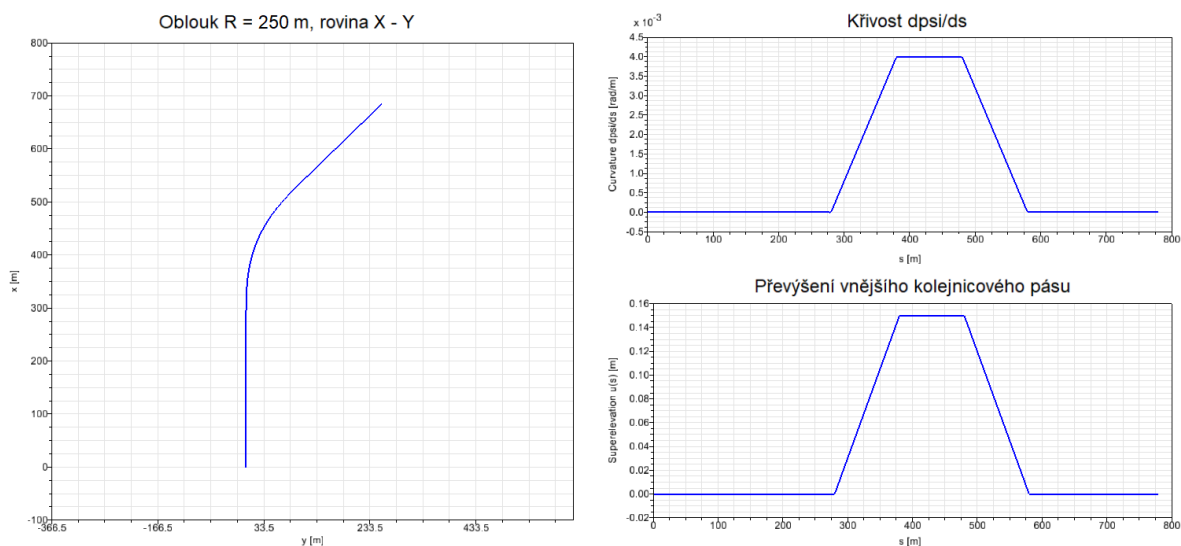 Oblouk R = 250 m, rovina X - Y
800
700
600
500
400
300
200
100
0
-100
x [m]
-366.5 -166.5 33.5 233.5 433.5
y [m]
Křivost dpsi/ds
x 10⁻³
4.5
4.0
3.5
3.0
2.5
2.0
1.5
1.0
0.5
0.0
-0.5
Curvature dpsi/ds [rad/m]
0 100 200 300 400 500 600 700 800
s [m]
Převýšení vnějšího kolejnicového pásu
0.16
0.14
0.12
0.10
0.08
0.06
0.04
0.02
0.00
-0.02
Superelevation u(s) [m]
0 100 200 300 400 500 600 700 800
s [m]